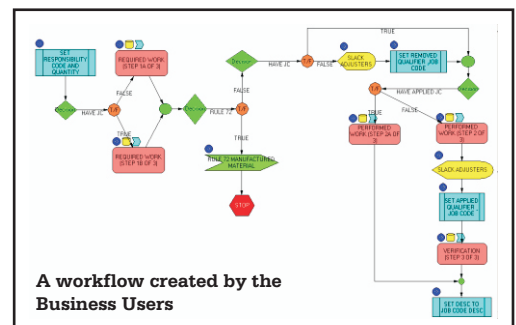 SET
RESPONSIBILITY
CODE AND
QUANTITY
Decision
HAVE JC
T/F
FALSE
REQUIRED WORK
(STEP 1A OF 3)
TRUE
REQUIRED WORK
(STEP 1B OF 3)
Decision
RULE 72
T/F
FALSE
Decision
TRUE
RULE 72 MANUFACTURED
MATERIAL
STOP
HAVE JC
T/F
TRUE
FALSE
SLACK
ADJUSTERS
SET REMOVED
QUALIFIER JOB
CODE
Decision
HAVE APPLIED JC
T/F
TRUE
FALSE
PERFORMED
WORK (STEP 2A OF
3)
PERFORMED
WORK (STEP 2 OF
3)
SLACK ADJUSTERS
SET APPLIED
QUALIFIER
JOB CODE
VERIFICATION
(STEP 3 OF 3)
SET DESC TO
JOB CODE DESC
A workflow created by the
Business Users